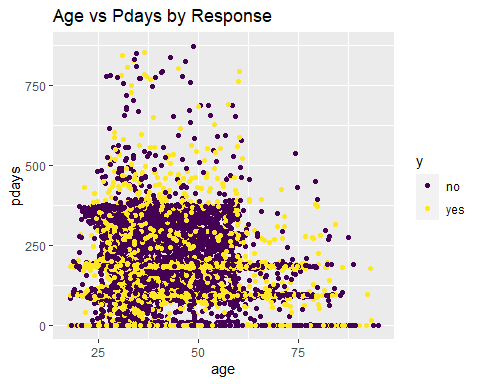 Age vs Pdays by Response
pdays
750
500
250
0
25 50 75
age
y
no
yes